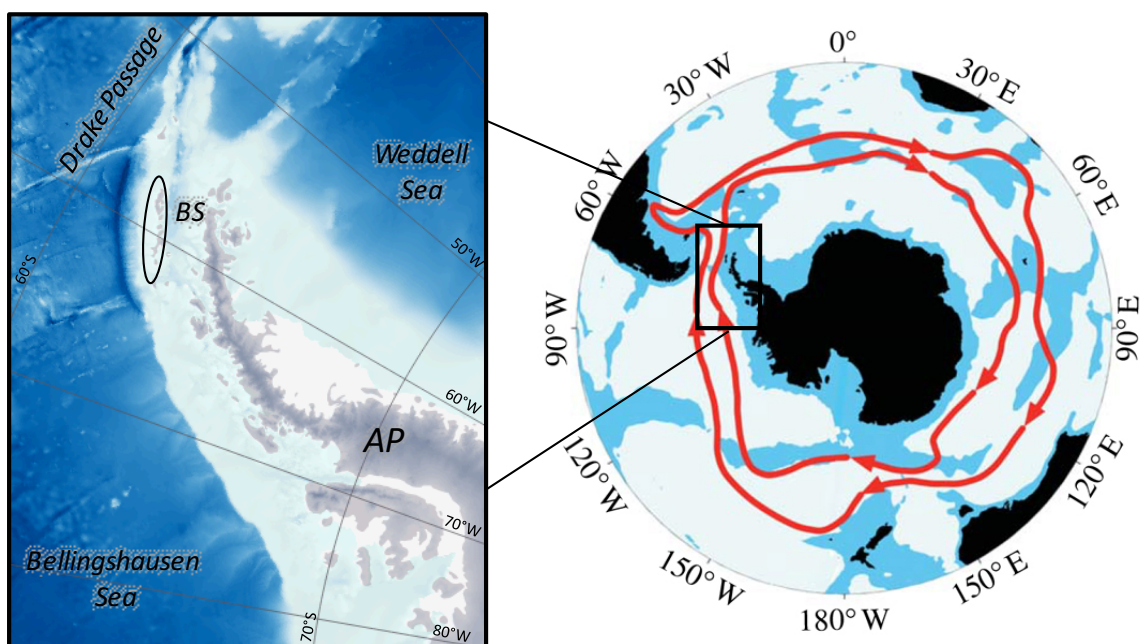 Drake Passage
Weddell
Sea
BS
50°W
60°S
60°W
AP
70°W
Bellingshausen
Sea
70°S
80°W
0°
30° W
30° E
60° W
60° E
90° W
90° E
120° W
120° E
150° W
150° E
180° W